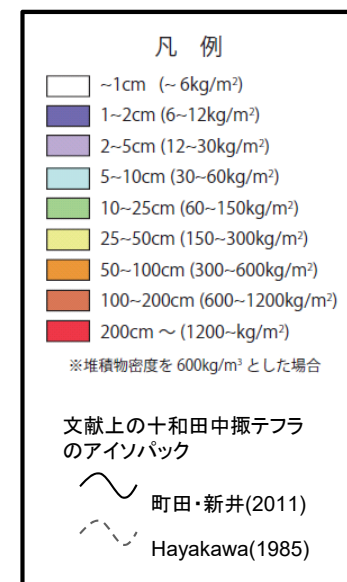 凡 例
~1cm (~ 6kg/m²)
1~2cm (6~12kg/m²)
2~5cm (12~30kg/m²)
5~10cm (30~60kg/m²)
10~25cm (60~150kg/m²)
25~50cm (150~300kg/m²)
50~100cm (300~600kg/m²)
100~200cm (600~1200kg/m²)
200cm ～ (1200~kg/m²)
※堆積物密度を 600kg/m³ とした場合
文献上の十和田中掫テフラ
のアイソパック
町田・新井(2011)
Hayakawa(1985)